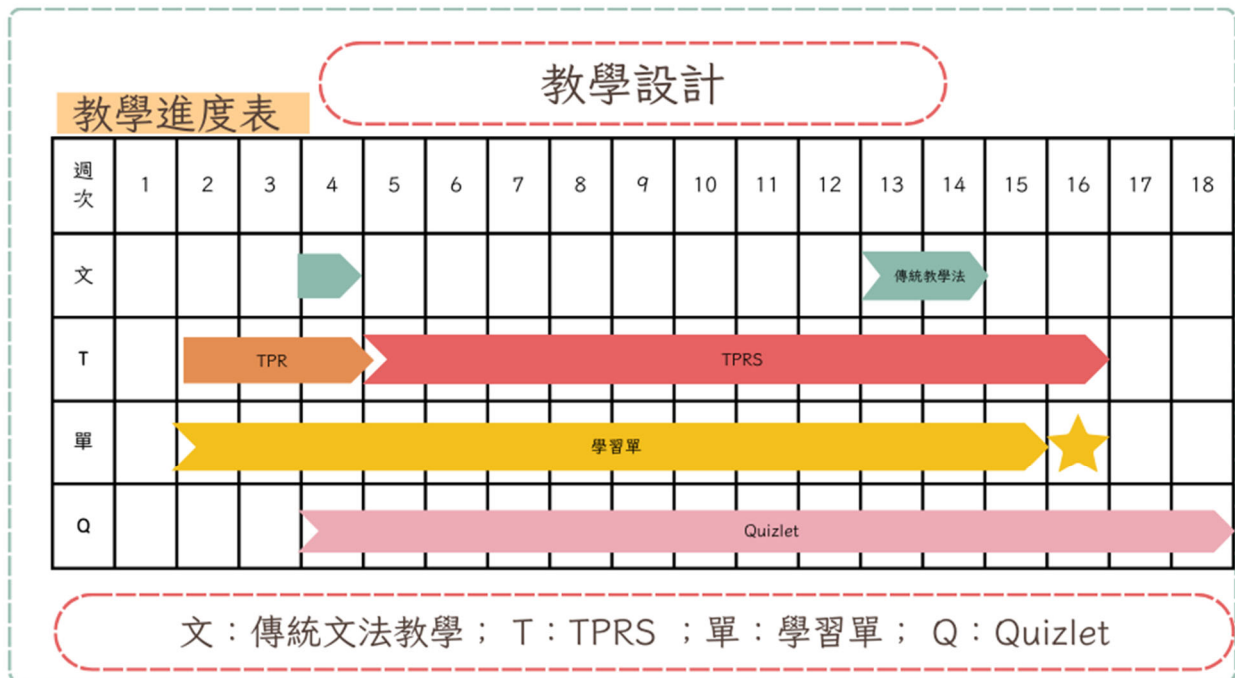 教學設計
教學進度表
週次 1 2 3 4 5 6 7 8 9 10 11 12 13 14 15 16 17 18
文 傳統教學法
T TPR TPRS
單 學習單
Q Quizlet
文：傳統文法教學； T：TPRS ；單：學習單； Q：Quizlet